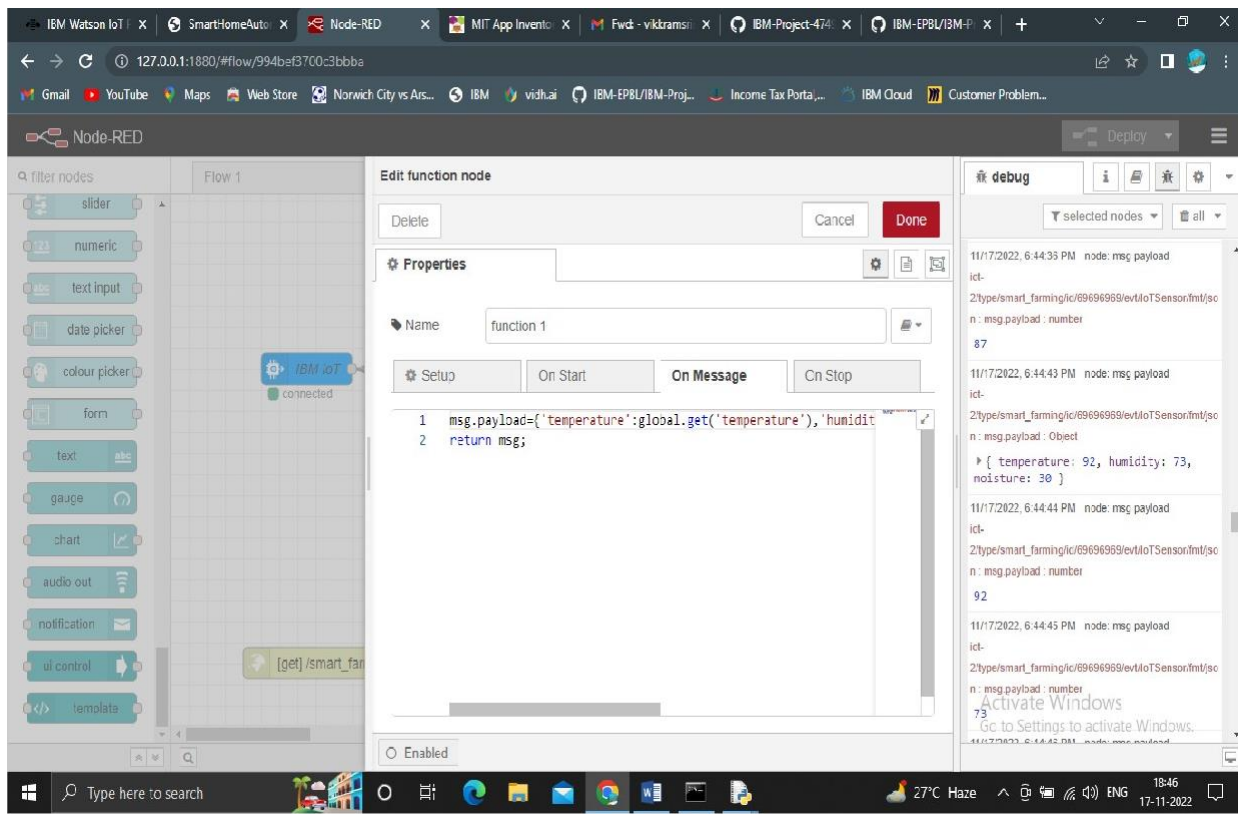 IBM Watson IoT P
SmartHomeAuto
Node-RED
MIT App Invento
Fwd: - vikkramsri
IBM-Project-474
IBM-EPBL/IBM-P
127.0.0.1:1880/#flow/994bef3700c3bbba
Gmail YouTube Maps Web Store Norwich City vs Ars... IBM vidh.ai IBM-EPBL/IBM-Proj... Income Tax Portal,... IBM Cloud Customer Problem...
Node-RED
Deploy
filter nodes
Flow 1
slider
numeric
text input
date picker
colour picker
form
text
gauge
chart
audio out
notification
ui control
template
IBM IoT
connected
[get] /smart_far
Edit function node
Delete
Cancel
Done
Properties
Name
function 1
Setup
On Start
On Message
On Stop
1 msg.payload={'temperature':global.get('temperature'),'humidit
2 return msg;
Enabled
debug
selected nodes
all
11/17/2022, 6:44:36 PM node: msg payload
iot-
2/type/smart_farming/id/69696969/evt/IoTSensor/fmt/jso
n : msg.payload : number
87
11/17/2022, 6:44:43 PM node: msg payload
iot-
2/type/smart_farming/id/69696969/evt/IoTSensor/fmt/jso
n : msg.payload : Object
{ temperature: 92, humidity: 73,
moisture: 30 }
11/17/2022, 6:44:44 PM node: msg payload
iot-
2/type/smart_farming/id/69696969/evt/IoTSensor/fmt/jso
n : msg.payload : number
92
11/17/2022, 6:44:45 PM node: msg payload
iot-
2/type/smart_farming/id/69696969/evt/IoTSensor/fmt/jso
n : msg.payload : number
73
Activate Windows
Go to Settings to activate Windows.
Type here to search
27°C Haze
ENG
18:46
17-11-2022